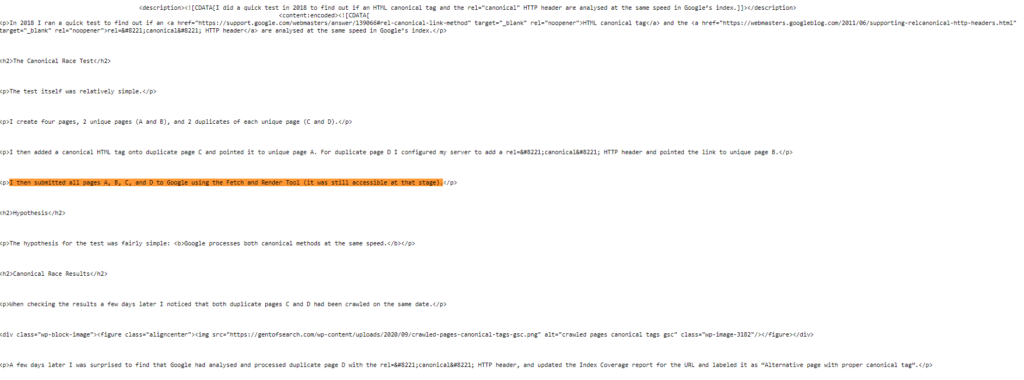 <description><![CDATA[I did a quick test in 2018 to find out if an HTML canonical tag and the rel="canonical" HTTP header are analysed at the same speed in Google's index.]]></description>
<content:encoded><![CDATA[
<p>In 2018 I ran a quick test to find out if an <a href="https://support.google.com/webmasters/answer/139066#rel-canonical-link-method" target="_blank" rel="noopener">HTML canonical tag</a> and the <a href="https://webmasters.googleblog.com/2011/06/supporting-relcanonical-http-headers.html"
target="_blank" rel="noopener">rel=&#8221;canonical&#8221; HTTP header</a> are analysed at the same speed in Google's index.</p>
<h2>The Canonical Race Test</h2>
<p>The test itself was relatively simple.</p>
<p>I create four pages, 2 unique pages (A and B), and 2 duplicates of each unique page (C and D).</p>
<p>I then added a canonical HTML tag onto duplicate page C and pointed it to unique page A. For duplicate page D I configured my server to add a rel=&#8221;canonical&#8221; HTTP header and pointed the link to unique page B.</p>
<p>I then submitted all pages A, B, C, and D to Google using the Fetch and Render Tool (it was still accessible at that stage).</p>
<h2>Hypothesis</h2>
<p>The hypothesis for the test was fairly simple: <b>Google processes both canonical methods at the same speed.</b></p>
<h2>Canonical Race Results</h2>
<p>When checking the results a few days later I noticed that both duplicate pages C and D had been crawled on the same date.</p>
<div class="wp-block-image"><figure class="aligncenter"><img src="https://gentofsearch.com/wp-content/uploads/2020/09/crawled-pages-canonical-tags-gsc.png" alt="crawled pages canonical tags gsc" class="wp-image-3182"/></figure></div>
<p>A few days later I was surprised to find that Google had analysed and processed duplicate page D with the rel=&#8221;canonical&#8221; HTTP header, and updated the Index Coverage report for the URL and labeled it as "Alternative page with proper canonical tag".</p>